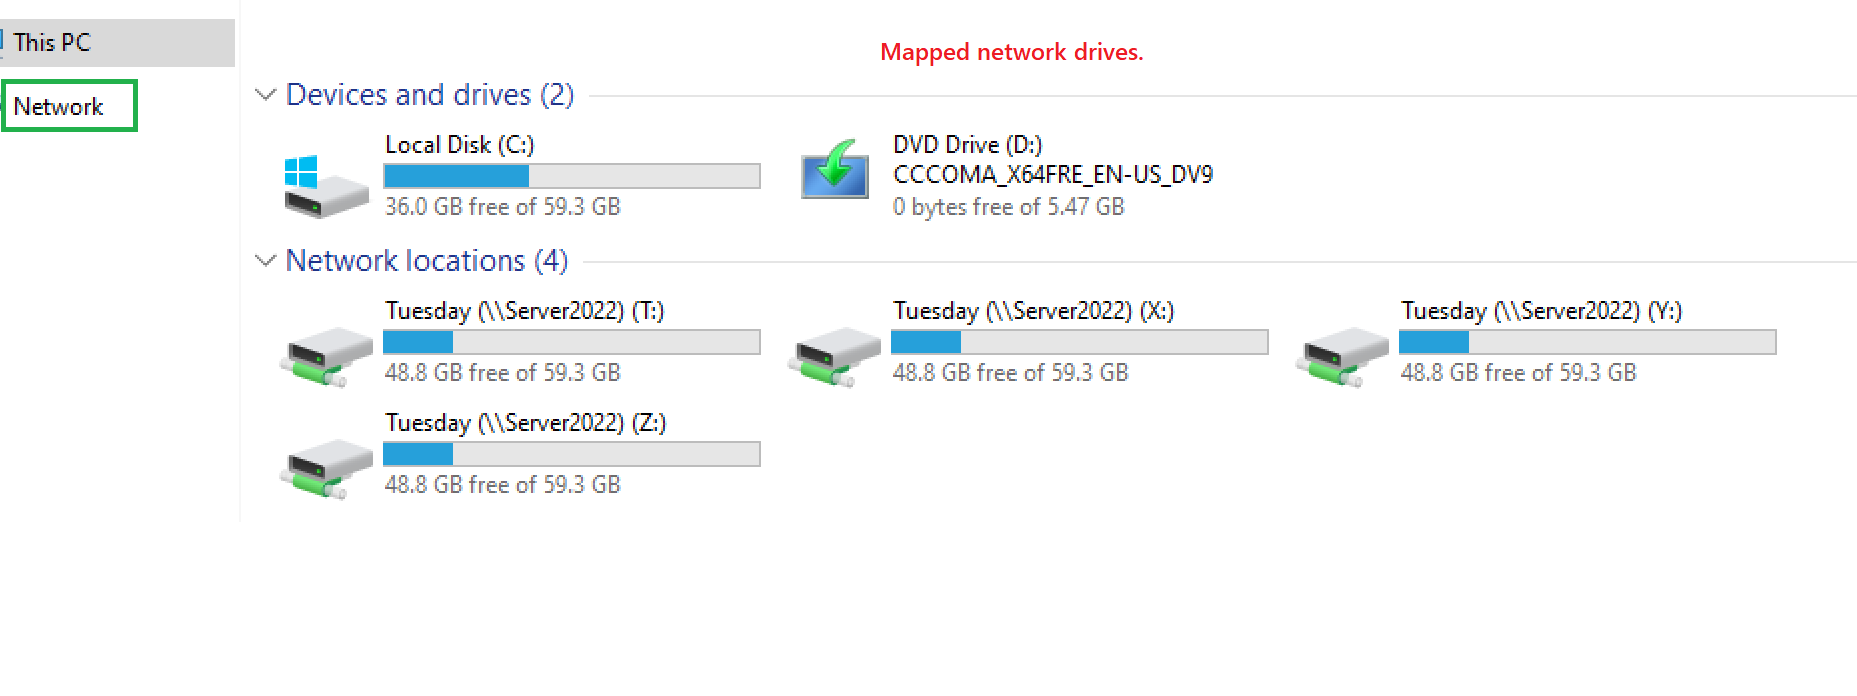 This PC
Network
Mapped network drives.
Devices and drives (2)
Local Disk (C:)
36.0 GB free of 59.3 GB
DVD Drive (D:)
CCCOMA_X64FRE_EN-US_DV9
0 bytes free of 5.47 GB
Network locations (4)
Tuesday (\\Server2022) (T:)
48.8 GB free of 59.3 GB
Tuesday (\\Server2022) (X:)
48.8 GB free of 59.3 GB
Tuesday (\\Server2022) (Y:)
48.8 GB free of 59.3 GB
Tuesday (\\Server2022) (Z:)
48.8 GB free of 59.3 GB